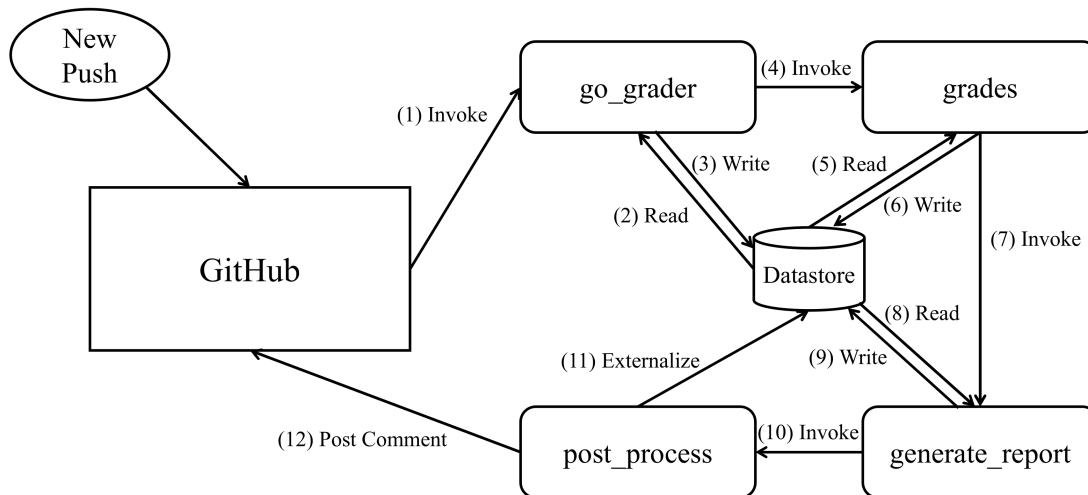 New
Push
(1) Invoke
go_grader
(4) Invoke
grades
(3) Write
(5) Read
(2) Read
(6) Write
GitHub
(7) Invoke
Datastore
(8) Read
(11) Externalize
(9) Write
(12) Post Comment
post_process
(10) Invoke
generate_report